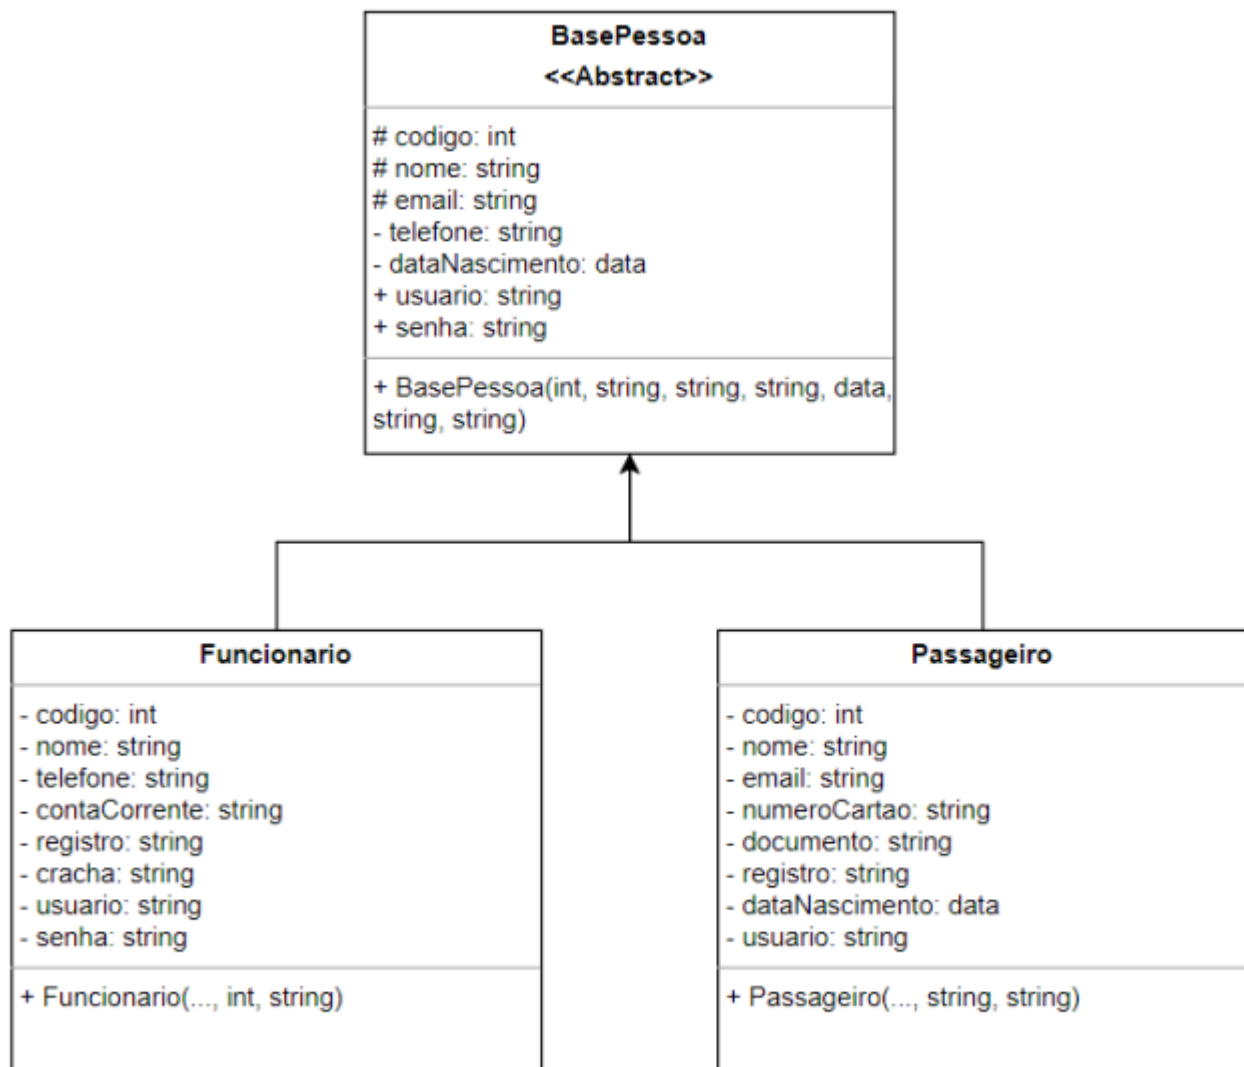 BasePessoa
<<Abstract>>
# codigo: int
# nome: string
# email: string
- telefone: string
- dataNascimento: data
+ usuario: string
+ senha: string
+ BasePessoa(int, string, string, string, data,
string, string)
Funcionario
- codigo: int
- nome: string
- telefone: string
- contaCorrente: string
- registro: string
- cracha: string
- usuario: string
- senha: string
+ Funcionario(..., int, string)
Passageiro
- codigo: int
- nome: string
- email: string
- numeroCartao: string
- documento: string
- registro: string
- dataNascimento: data
- usuario: string
+ Passageiro(..., string, string)